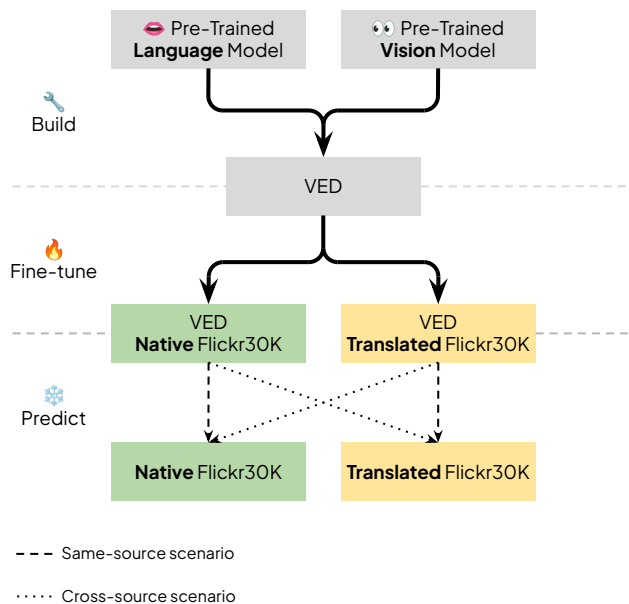 👄 Pre-Trained
Language Model
👀 Pre-Trained
Vision Model
🔧
Build
VED
🔥
Fine-tune
VED
Native Flickr30K
VED
Translated Flickr30K
❄️
Predict
Native Flickr30K
Translated Flickr30K
Same-source scenario
Cross-source scenario